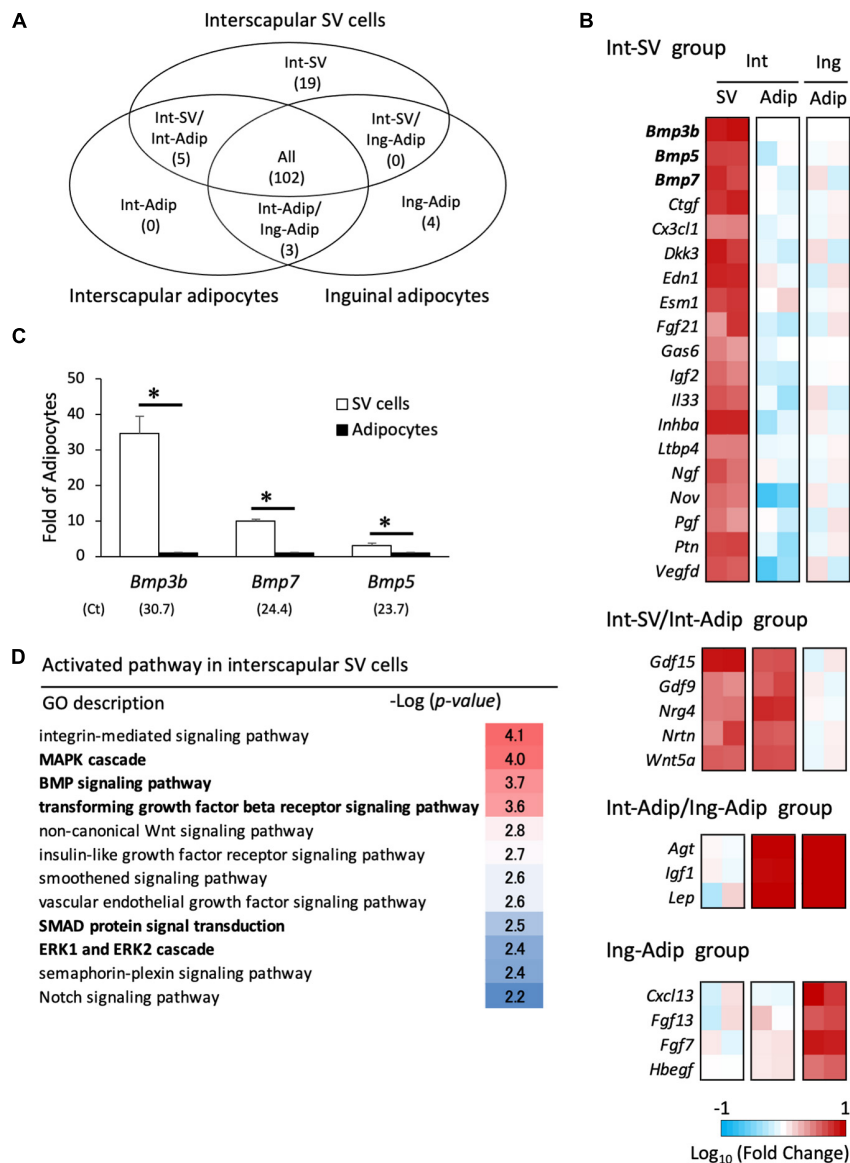 A
Interscapular SV cells
Int-SV
(19)
Int-SV/
Int-Adip
(5)
Int-SV/
Ing-Adip
(0)
All
(102)
Int-Adip
(0)
Int-Adip/
Ing-Adip
(3)
Ing-Adip
(4)
Interscapular adipocytes
Inguinal adipocytes
B
Int-SV group
Int
Ing
SV
Adip
Adip
Bmp3b
Bmp5
Bmp7
Ctgf
Cx3cl1
Dkk3
Edn1
Esm1
Fgf21
Gas6
Igf2
Il33
Inhba
Ltbp4
Ngf
Nov
Pgf
Ptn
Vegfd
Int-SV/Int-Adip group
Gdf15
Gdf9
Nrg4
Nrtn
Wnt5a
Int-Adip/Ing-Adip group
Agt
Igf1
Lep
Ing-Adip group
Cxcl13
Fgf13
Fgf7
Hbegf
-1 1
Log10 (Fold Change)
C
Fold of Adipocytes
50
40
30
20
10
0
*
*
*
SV cells
Adipocytes
Bmp3b Bmp7 Bmp5
(Ct) (30.7) (24.4) (23.7)
D
Activated pathway in interscapular SV cells
GO description -Log (p-value)
integrin-mediated signaling pathway 4.1
MAPK cascade 4.0
BMP signaling pathway 3.7
transforming growth factor beta receptor signaling pathway 3.6
non-canonical Wnt signaling pathway 2.8
insulin-like growth factor receptor signaling pathway 2.7
smoothened signaling pathway 2.6
vascular endothelial growth factor signaling pathway 2.6
SMAD protein signal transduction 2.5
ERK1 and ERK2 cascade 2.4
semaphorin-plexin signaling pathway 2.4
Notch signaling pathway 2.2